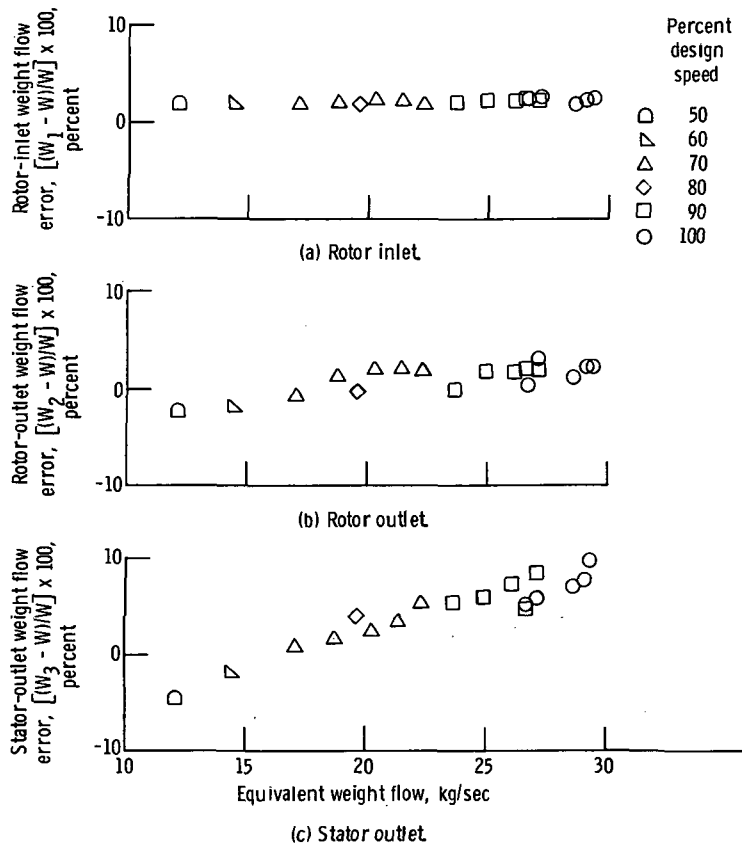 Percent
design
speed
50
60
70
80
90
100
Rotor-inlet weight flow
error, [(W1 - W)/W] x 100,
percent
10
0
-10
(a) Rotor inlet.
Rotor-outlet weight flow
error, [(W2 - W)/W] x 100,
percent
10
0
-10
(b) Rotor outlet.
Stator-outlet weight flow
error, [(W3 - W)/W] x 100,
percent
10
0
-10
10 15 20 25 30
Equivalent weight flow, kg/sec
(c) Stator outlet.